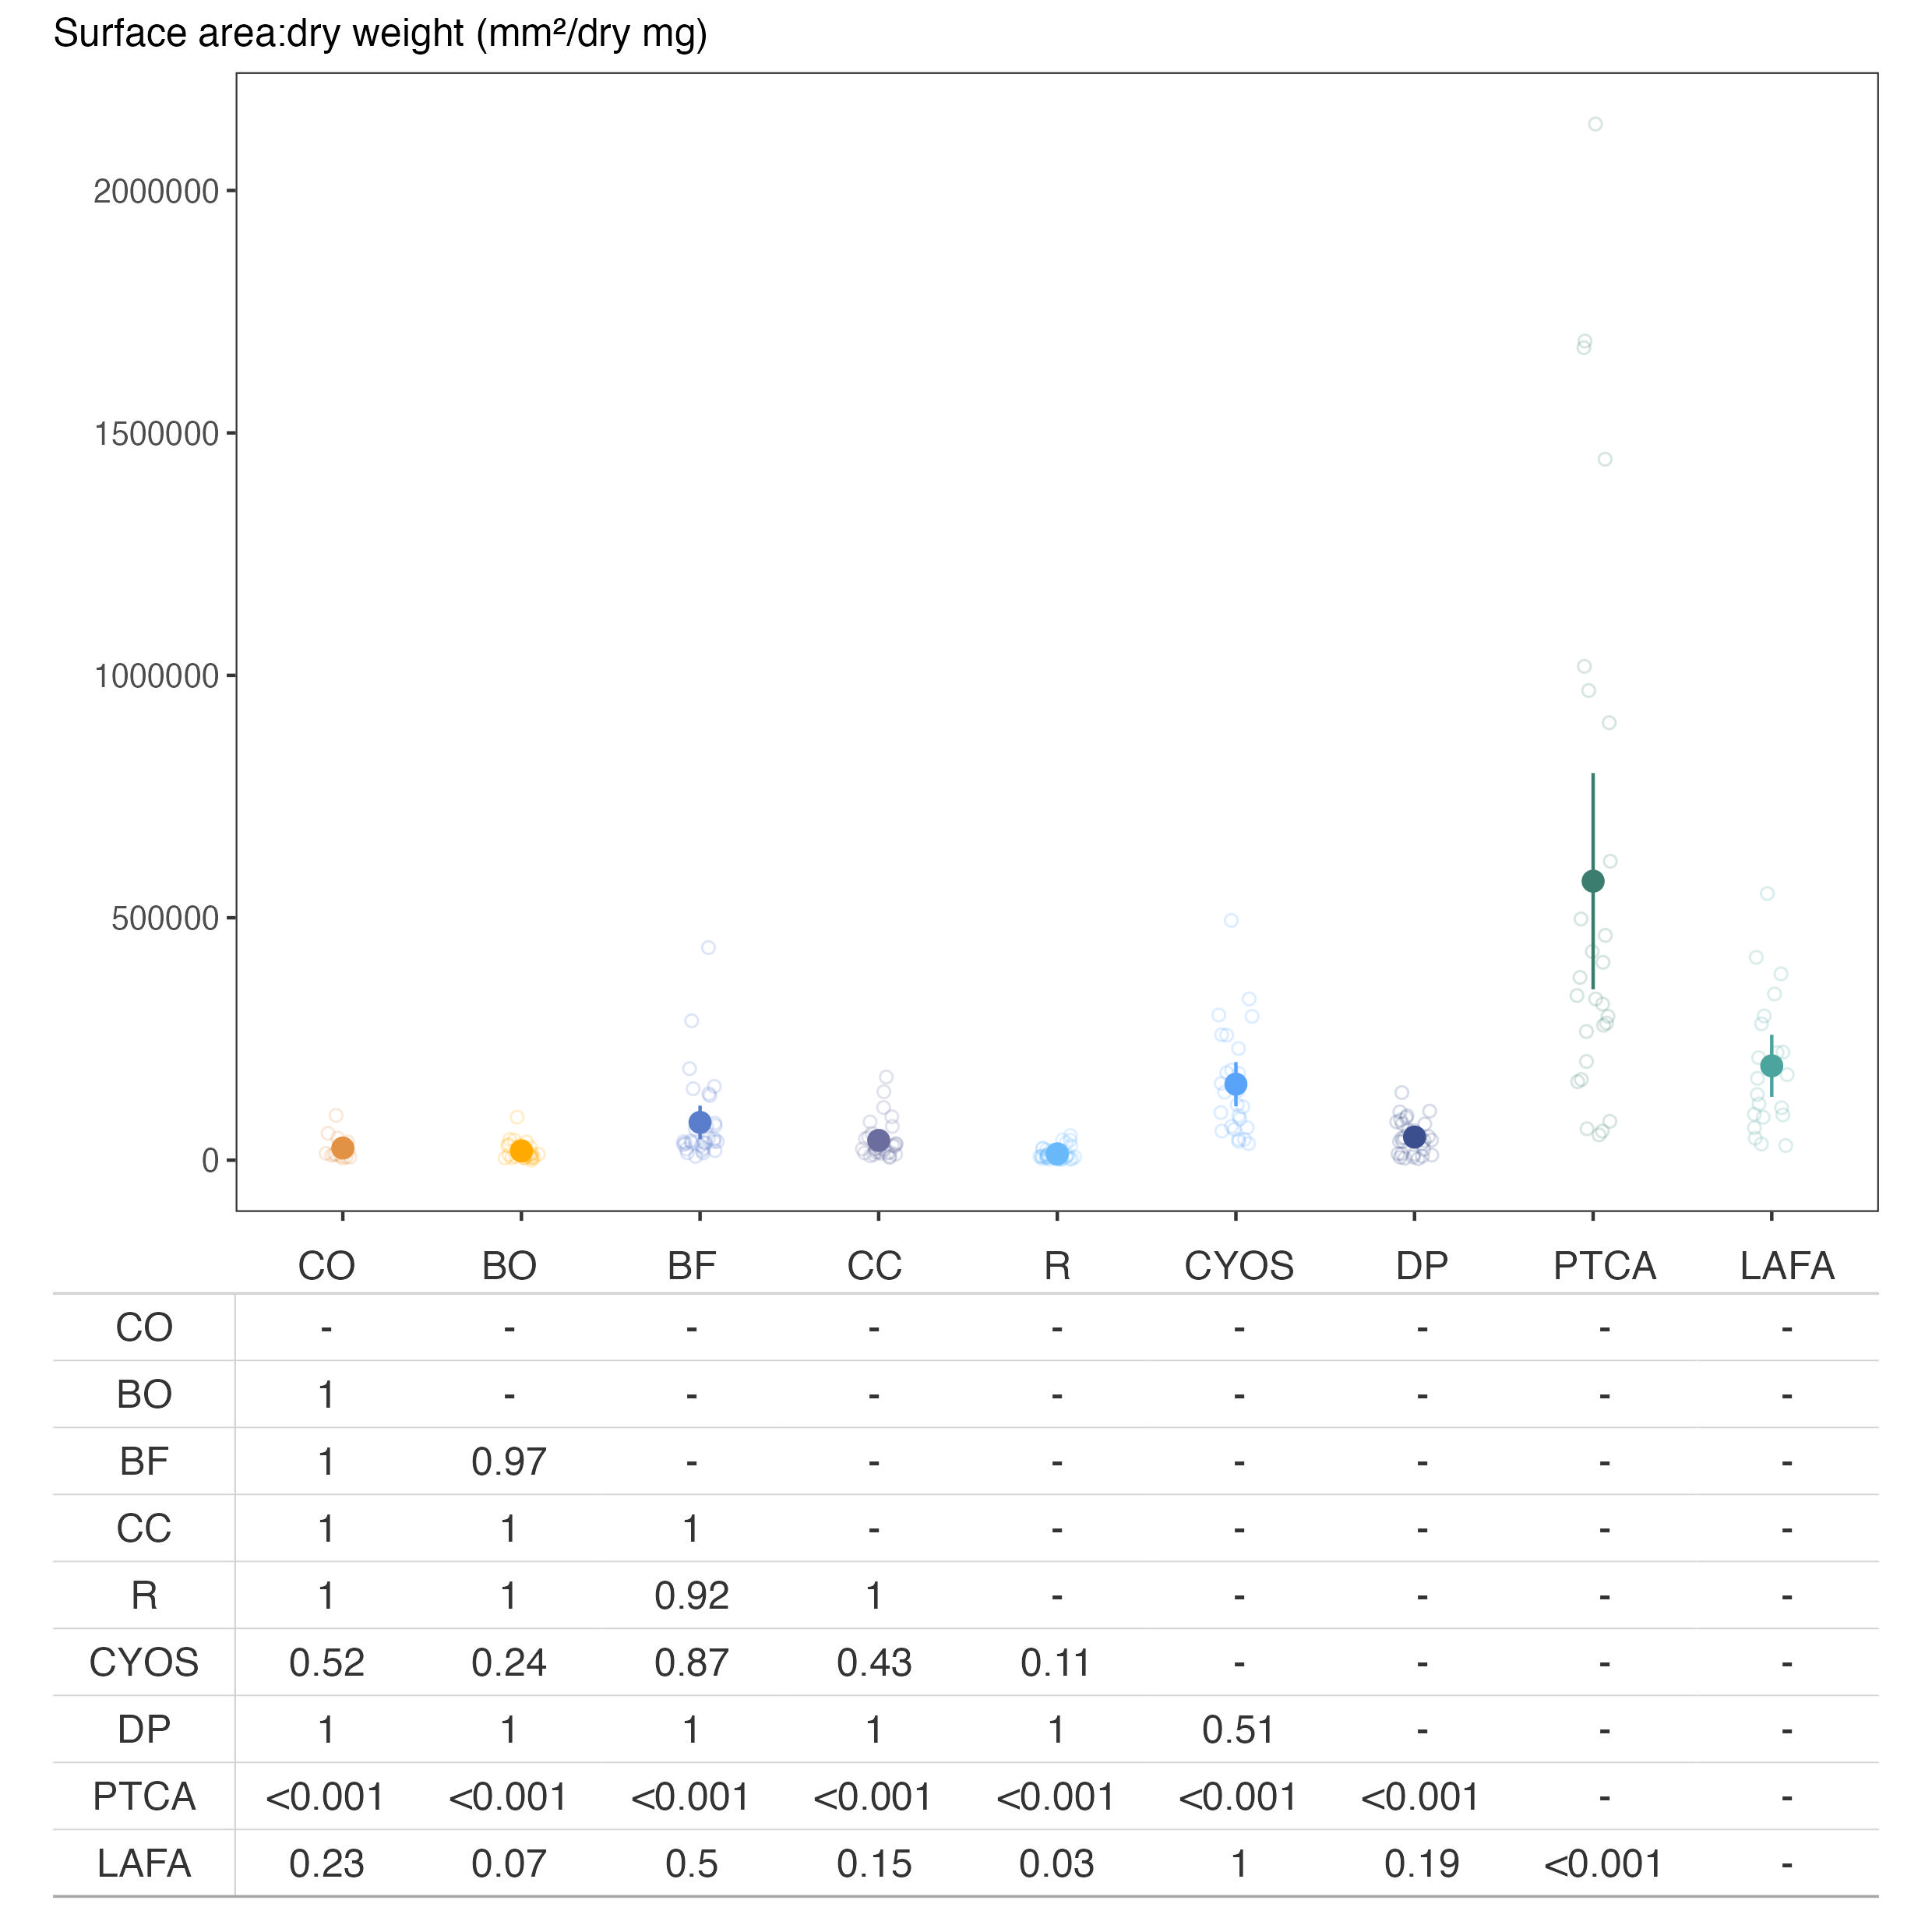 Surface area:dry weight (mm²/dry mg)
2000000
1500000
1000000
500000
0
CO BO BF CC R CYOS DP PTCA LAFA
CO - - - - - - - - -
BO 1 - - - - - - - -
BF 1 0.97 - - - - - - -
CC 1 1 1 - - - - - -
R 1 1 0.92 1 - - - - -
CYOS 0.52 0.24 0.87 0.43 0.11 - - - -
DP 1 1 1 1 1 0.51 - - -
PTCA <0.001 <0.001 <0.001 <0.001 <0.001 <0.001 <0.001 - -
LAFA 0.23 0.07 0.5 0.15 0.03 1 0.19 <0.001 -